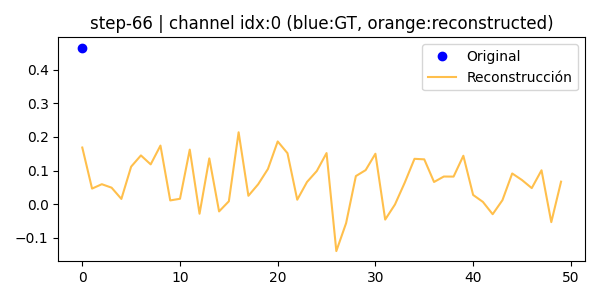 step-66 | channel idx:0 (blue:GT, orange:reconstructed)
Original
Reconstrucción
0.4
0.3
0.2
0.1
0.0
−0.1
0 10 20 30 40 50